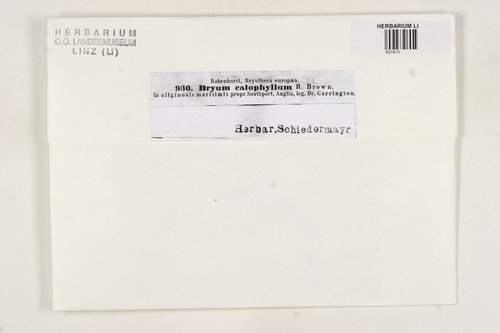 HERBARIUM
O.Ö. LANDESMUSEUM
LINZ (LI)
HERBARIUM LI
Rabenhorst, Bryotheca europæa.
930. Bryum calophyllum R. Brown.
In uliginosis maritimis prope Southport, Anglia, leg. Dr. Carrington.
Herbar, Schiedermayr